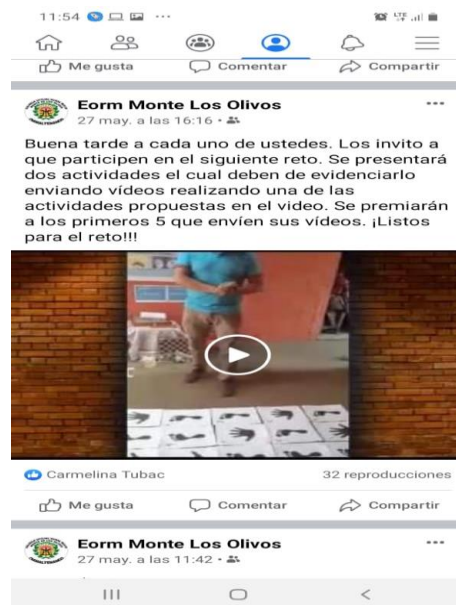 11:54
LTE
Me gusta Comentar Compartir
Eorm Monte Los Olivos
27 may. a las 16:16
Buena tarde a cada uno de ustedes. Los invito a
que participen en el siguiente reto. Se presentará
dos actividades el cual deben de evidenciarlo
enviando vídeos realizando una de las
actividades propuestas en el video. Se premiarán
a los primeros 5 que envíen sus vídeos. ¡Listos
para el reto!!!
Carmelina Tubac 32 reproducciones
Me gusta Comentar Compartir
Eorm Monte Los Olivos
27 may. a las 11:42